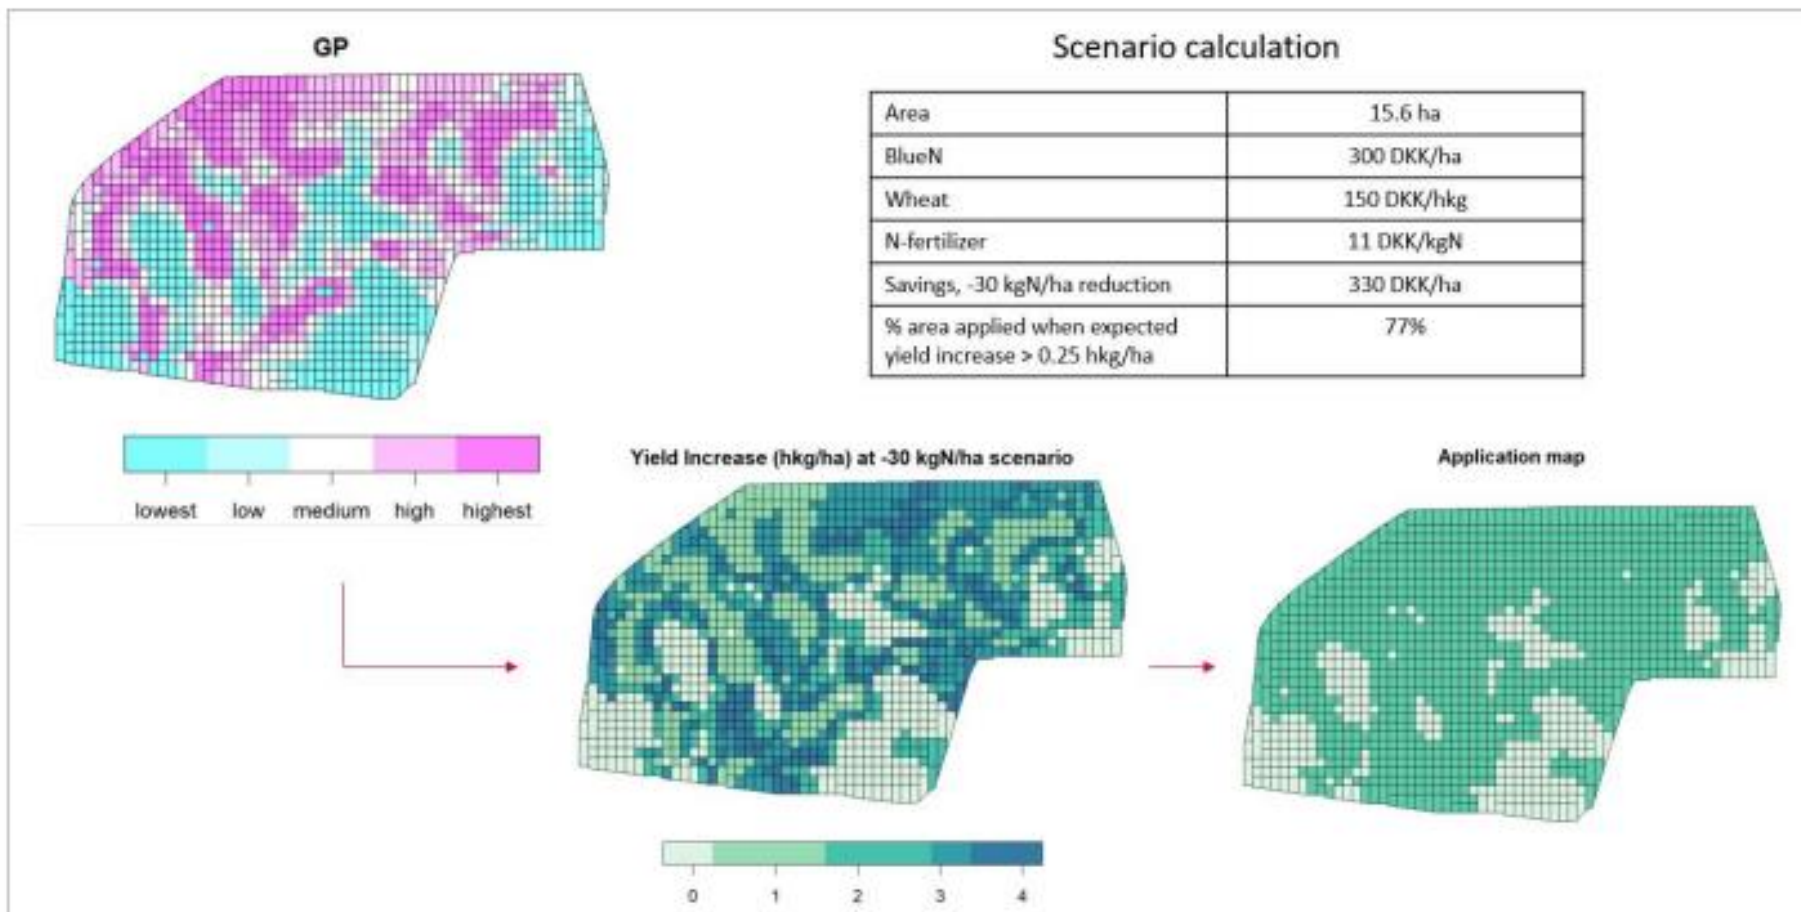 GP
Scenario calculation
Area 15.6 ha
BlueN 300 DKK/ha
Wheat 150 DKK/hkg
N-fertilizer 11 DKK/kgN
Savings, -30 kgN/ha reduction 330 DKK/ha
% area applied when expected 77%
yield increase > 0.25 hkg/ha
lowest low medium high highest
Yield Increase (hkg/ha) at -30 kgN/ha scenario
Application map
0 1 2 3 4